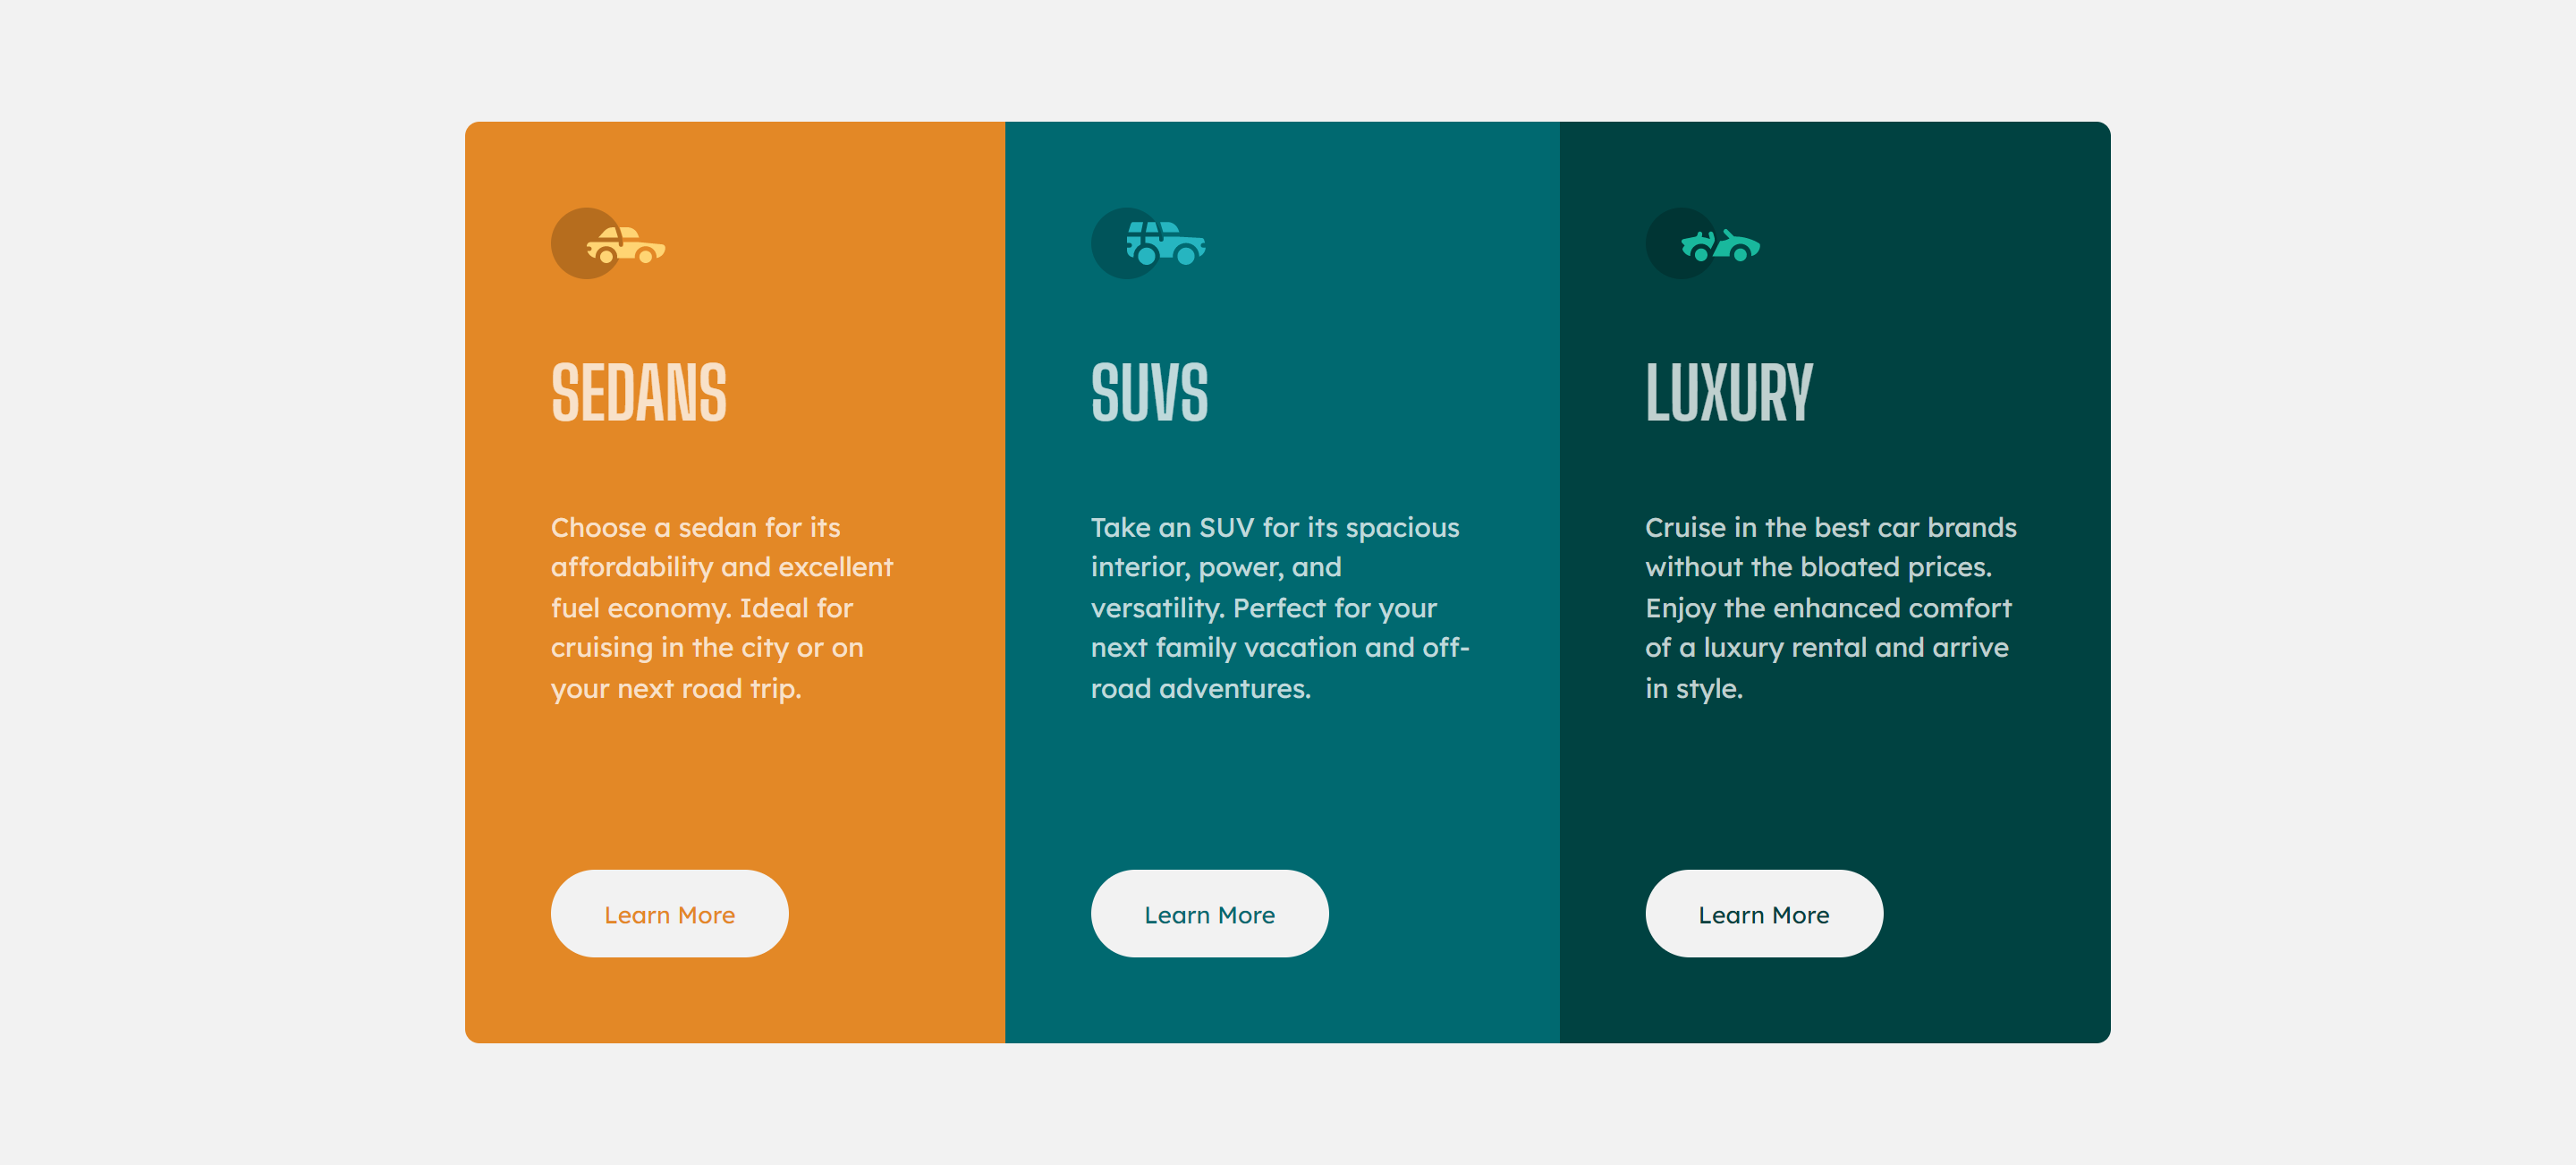 SEDANS
Choose a sedan for its
affordability and excellent
fuel economy. Ideal for
cruising in the city or on
your next road trip.
Learn More
SUVS
Take an SUV for its spacious
interior, power, and
versatility. Perfect for your
next family vacation and off-
road adventures.
Learn More
LUXURY
Cruise in the best car brands
without the bloated prices.
Enjoy the enhanced comfort
of a luxury rental and arrive
in style.
Learn More